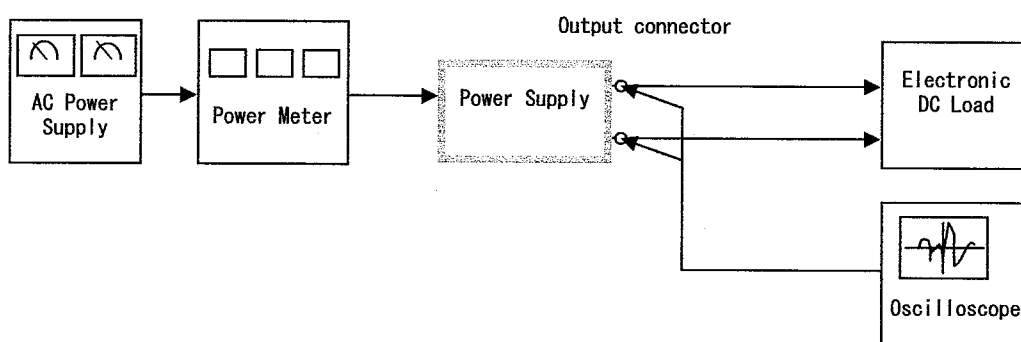 Output connector
AC Power
Supply
Power Meter
Power Supply
Electronic
DC Load
Oscilloscope